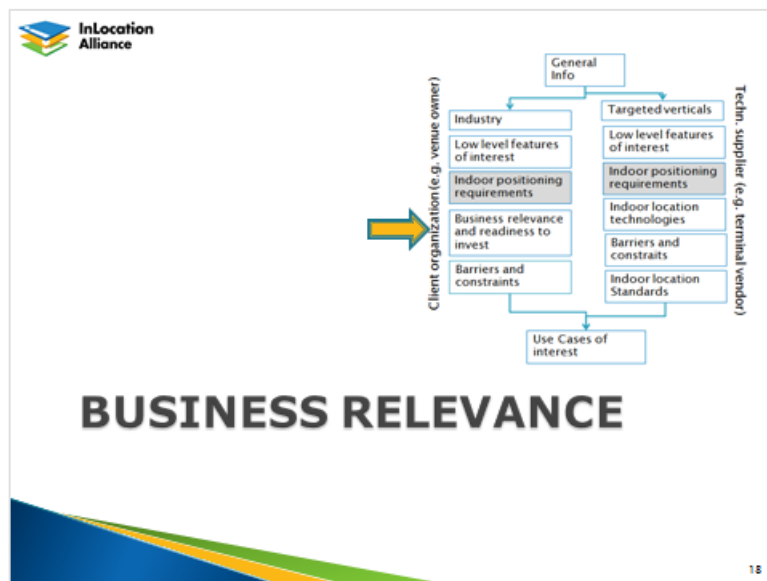 InLocation
Alliance
General
Info
Client organization (e.g. venue owner)
Industry
Low level features
of interest
Indoor positioning
requirements
Business relevance
and readiness to
invest
Barriers and
constraints
Targeted verticals
Low level features
of interest
Indoor positioning
requirements
Indoor location
technologies
Barriers and
constraits
Indoor location
Standards
Techn. supplier (e.g. terminal vendor)
Use Cases of
interest
BUSINESS RELEVANCE
18